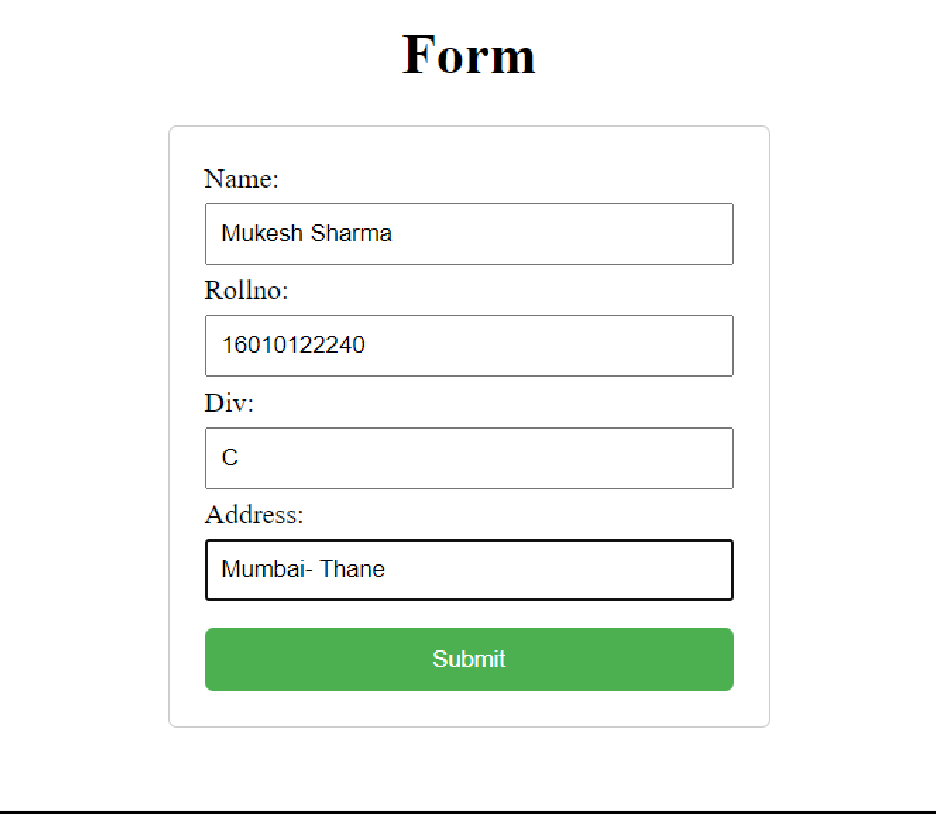 Form
Name:
Mukesh Sharma
Rollno:
16010122240
Div:
C
Address:
Mumbai- Thane
Submit